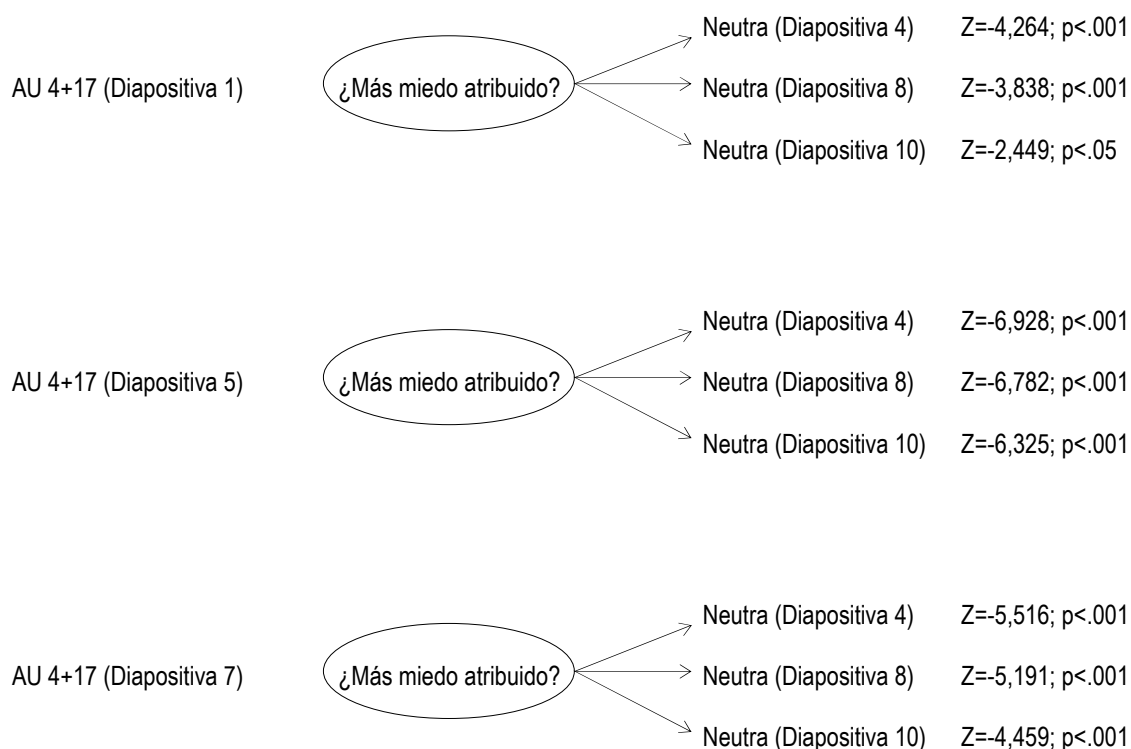 Neutra (Diapositiva 4) Z=-4,264; p<.001
AU 4+17 (Diapositiva 1) ¿Más miedo atribuido? Neutra (Diapositiva 8) Z=-3,838; p<.001
Neutra (Diapositiva 10) Z=-2,449; p<.05
Neutra (Diapositiva 4) Z=-6,928; p<.001
AU 4+17 (Diapositiva 5) ¿Más miedo atribuido? Neutra (Diapositiva 8) Z=-6,782; p<.001
Neutra (Diapositiva 10) Z=-6,325; p<.001
Neutra (Diapositiva 4) Z=-5,516; p<.001
AU 4+17 (Diapositiva 7) ¿Más miedo atribuido? Neutra (Diapositiva 8) Z=-5,191; p<.001
Neutra (Diapositiva 10) Z=-4,459; p<.001